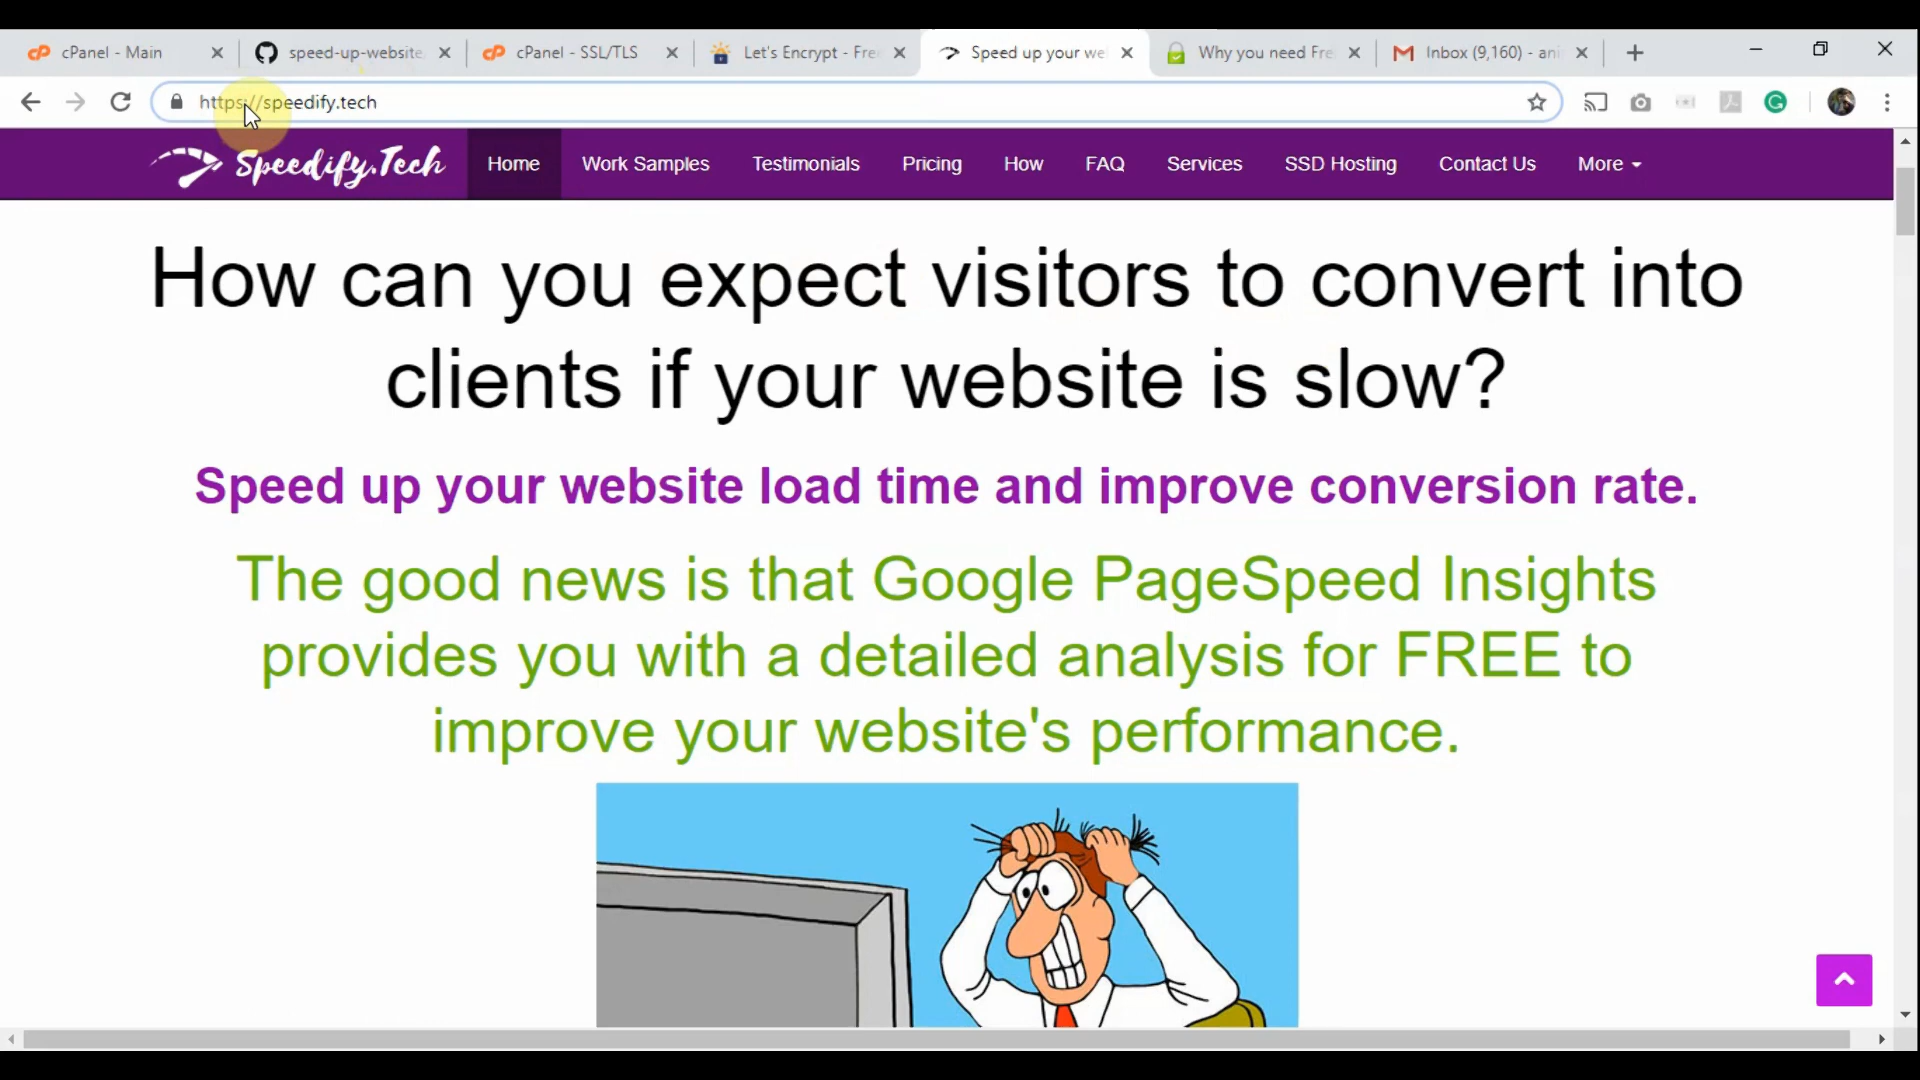 cPanel - Main
speed-up-website
cPanel - SSL/TLS
Let's Encrypt - Fre
Speed up your we
Why you need Fre
Inbox (9,160) - ani
https://speedify.tech
Speedify.Tech
Home
Work Samples
Testimonials
Pricing
How
FAQ
Services
SSD Hosting
Contact Us
More
How can you expect visitors to convert into
clients if your website is slow?
Speed up your website load time and improve conversion rate.
The good news is that Google PageSpeed Insights
provides you with a detailed analysis for FREE to
improve your website's performance.